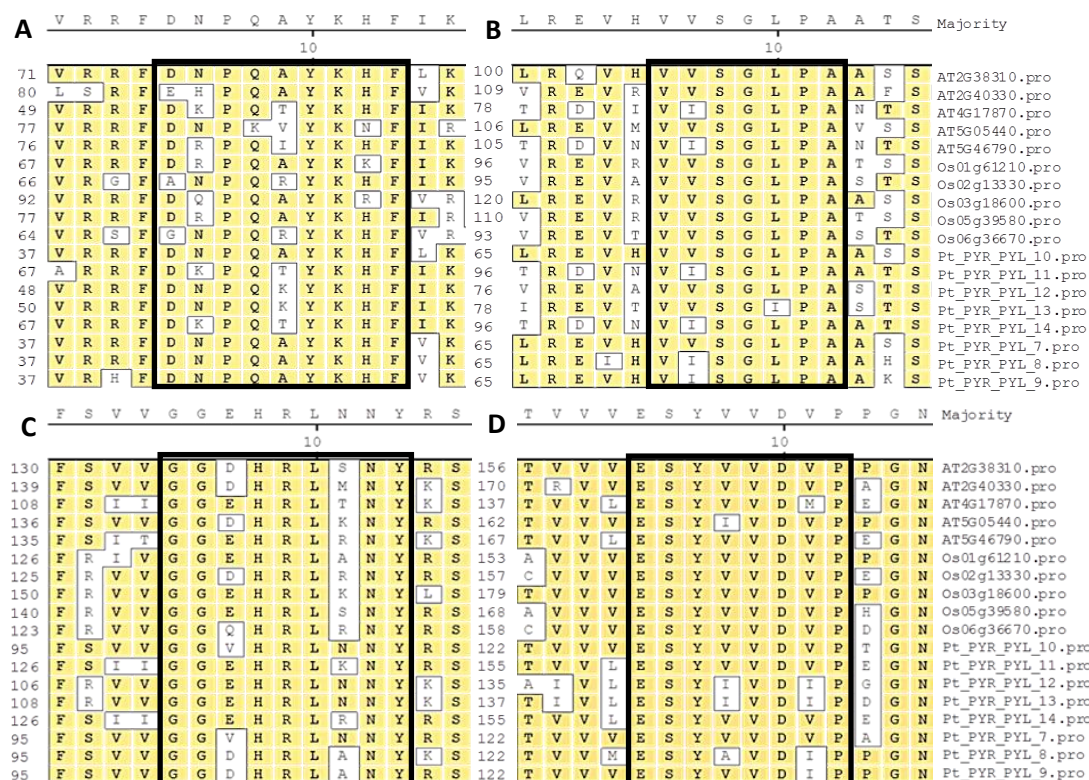 V R R F D N P Q A Y K H F I K L R E V H V V S G L P A A T S Majority
A B
10 10
71 V R R F D N P Q A Y K H F L K 100 L R Q V H V V S G L P A A S S AT2G38310.pro
80 L S R F E H P Q A Y K H F V K 109 V R E V R V V S G L P A A F S AT2G40330.pro
49 V R R F D K P Q T Y K H F I K 78 T R D V I V I S G L P A N T S AT4G17870.pro
77 V R R F D N P K V Y K N F I R 106 L R E V M V V S G L P A V S S AT5G05440.pro
76 V R R F D R P Q I Y K H F I K 105 T R D V N V I S G L P A N T S AT5G46790.pro
67 V R R F D R P Q A Y K K F I K 96 V R E V R V V S G L P A T S S Os01g61210.pro
66 V R G F A N P Q R Y K H F I K 95 V R E V A V V S G L P A S T S Os02g13330.pro
92 V R R F D Q P Q A Y K R F V R 120 L R E V R V V S G L P A A S S Os03g18600.pro
77 V R R F D R P Q A Y K H F I R 110 V R E V R V V S G L P A T S S Os05g39580.pro
64 V R S F G N P Q R Y K H F V R 93 V R E V T V V S G L P A S T S Os06g36670.pro
37 V R R F D N P Q A Y K H F L K 65 L R E V H V V S G L P A A S S Pt_PYR_PYL_10.pro
67 A R R F D K P Q T Y K H F I K 96 T R D V N V I S G L P A A T S Pt_PYR_PYL_11.pro
48 V R R F D N P Q K Y K H F I K 76 V R E V A V V S G L P A S T S Pt_PYR_PYL_12.pro
50 V R R F D N P Q K Y K H F I K 78 I R E V T V V S G I P A S T S Pt_PYR_PYL_13.pro
67 V R R F D K P Q T Y K H F I K 96 T R D V N V I S G L P A A T S Pt_PYR_PYL_14.pro
37 V R R F D N P Q A Y K H F V K 65 L R E V H V V S G L P A A S S Pt_PYR_PYL_7.pro
37 V R R F D N P Q A Y K H F V K 65 L R E I H V I S G L P A A H S Pt_PYR_PYL_8.pro
37 V R H F D N P Q A Y K H F V K 65 L R E V H V I S G L P A A K S Pt_PYR_PYL_9.pro
F S V V G G E H R L N N Y R S T V V V E S Y V V D V P P G N Majority
C D
10 10
130 F S V V G G D H R L S N Y R S 156 T V V V E S Y V V D V P P G N AT2G38310.pro
139 F S V V G G D H R L M N Y K S 170 T R V V E S Y V V D V P A G N AT2G40330.pro
108 F S I I G G E H R L T N Y K S 137 T V V L E S Y V V D M P E G N AT4G17870.pro
136 F S V V G G D H R L K N Y R S 162 T V V V E S Y I V D V P P G N AT5G05440.pro
135 F S I T G G E H R L R N Y K S 167 T V V L E S Y V V D V P E G N AT5G46790.pro
126 F R I V G G E H R L A N Y R S 153 A V V V E S Y V V D V P P G N Os01g61210.pro
125 F R V V G G D H R L R N Y R S 157 C V V V E S Y V V D V P E G N Os02g13330.pro
150 F R V V G G E H R L K N Y L S 179 T V V V E S Y V V D V P P G N Os03g18600.pro
140 F R V V G G E H R L S N Y R S 168 A V V V E S Y V V D V P H G N Os05g39580.pro
123 F R V V G G Q H R L R N Y R S 158 C V V V E S Y V V D V P D G N Os06g36670.pro
95 F S V V G G V H R L N N Y R S 122 T V V V E S Y V V D V P T G N Pt_PYR_PYL_10.pro
126 F S I I G G E H R L K N Y R S 155 T V V L E S Y V V D V P E G N Pt_PYR_PYL_11.pro
106 F R V V G G E H R L N N Y K S 135 A I V L E S Y I V D I P G G N Pt_PYR_PYL_12.pro
108 F R V V G G E H R L N N Y K S 137 T I V L E S Y I V D I P D G N Pt_PYR_PYL_13.pro
126 F S I I G G E H R L R N Y R S 155 T V V L E S Y V V D V P E G N Pt_PYR_PYL_14.pro
95 F S V V G G V H R L N N Y R S 122 T V V V E S Y V V D V P A G N Pt_PYR_PYL_7.pro
95 F S V V G G D H R L A N Y K S 122 T V V M E S Y A V D I P P G N Pt_PYR_PYL_8.pro
95 F S V V G G D H R L A N Y R S 122 T V V V E S Y V V D I P P G N Pt_PYR_PYL_9.pro